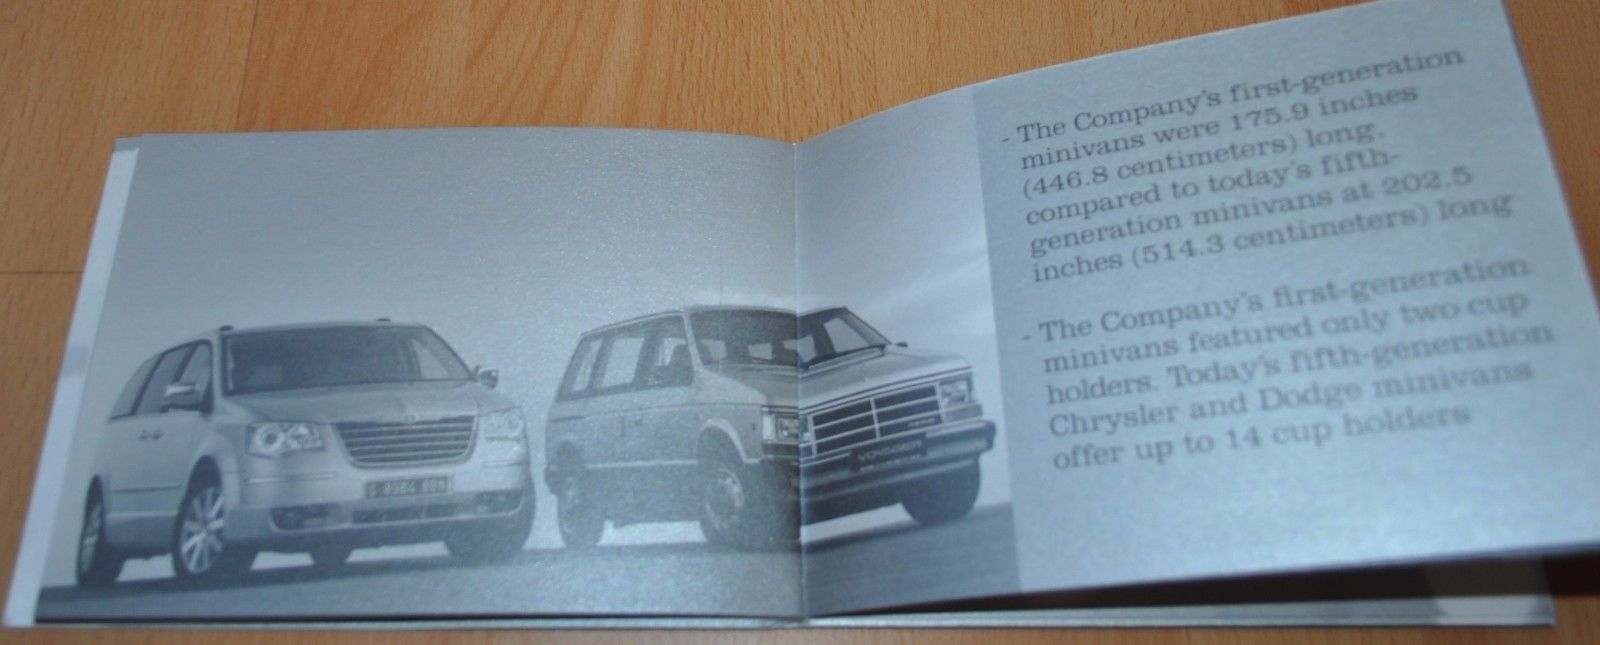 - The Company's first-generation
minivans were 175.9 inches
(446.8 centimeters) long,
compared to today's fifth-
generation minivans at 202.5
inches (514.3 centimeters) long
- The Company's first-generation
minivans featured only two cup
holders. Today's fifth-generation
Chrysler and Dodge minivans
offer up to 14 cup holders
VOYAGER